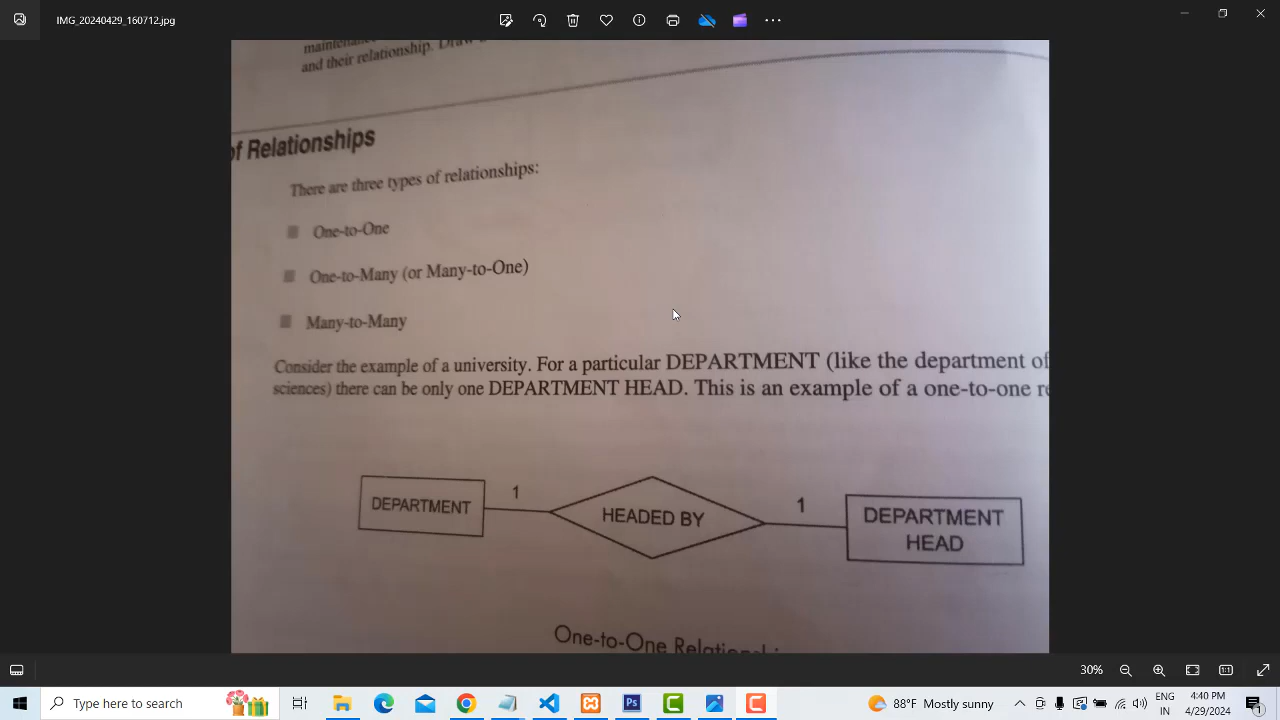 IMG_20240429_160712.jpg
and their relationship.
of Relationships
There are three types of relationships:
One-to-One
One-to-Many (or Many-to-One)
Many-to-Many
Consider the example of a university. For a particular DEPARTMENT (like the department of
sciences) there can be only one DEPARTMENT HEAD. This is an example of a one-to-one
DEPARTMENT
1
HEADED BY
1
DEPARTMENT
HEAD
One-to-One
30%
Type here to search
88°F Mostly sunny
ENG
IN
4:40 PM
4/29/2024
1